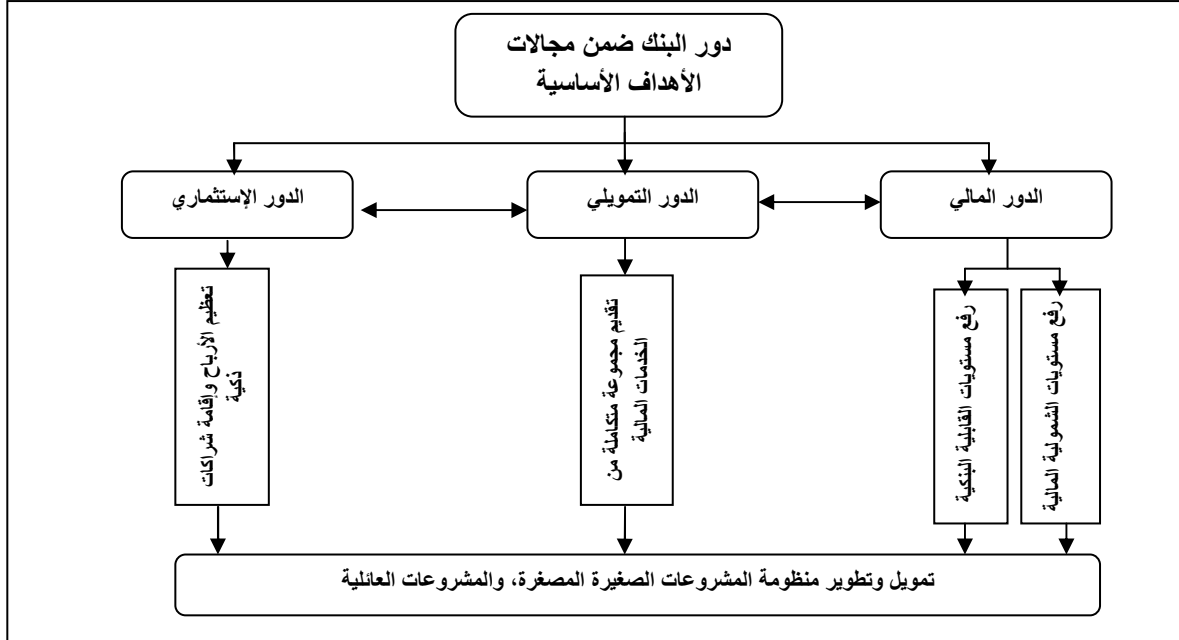 دور البنك ضمن مجالات
الأهداف الأساسية
الدور المالي
الدور التمويلي
الدور الإستثماري
رفع مستويات الشمولية المالية
رفع مستويات القابلية البنكية
تقديم مجموعة متكاملة من
الخدمات المالية
تعظيم الأرباح وإقامة شراكات
ذكية
تمويل وتطوير منظومة المشروعات الصغيرة المصغرة، والمشروعات العائلية